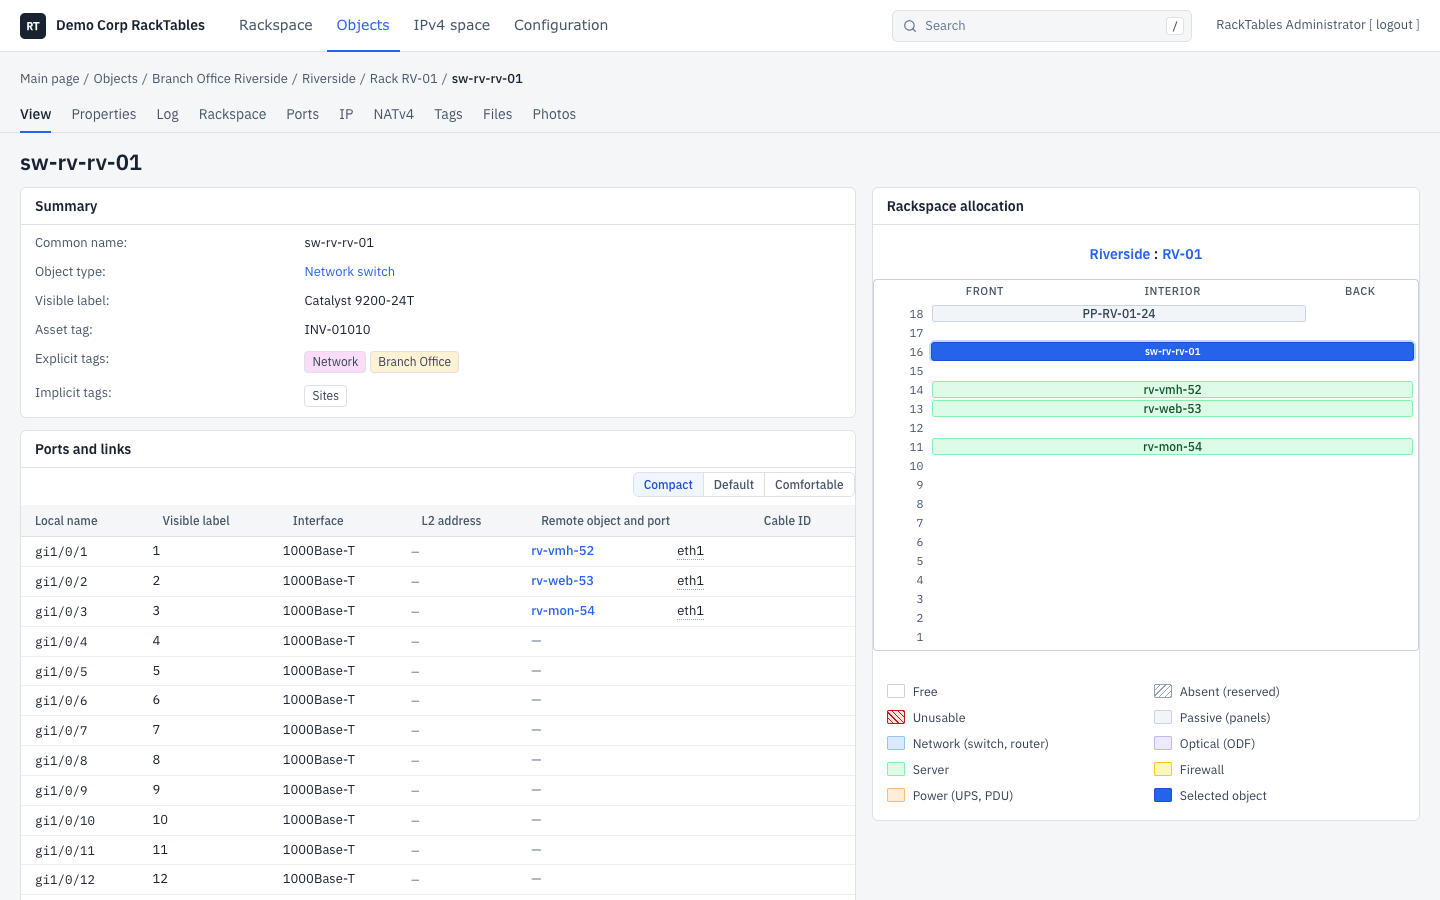 RT Demo Corp RackTables Rackspace Objects IPv4 space Configuration Search / RackTables Administrator [ logout ]
Main page / Objects / Branch Office Riverside / Riverside / Rack RV-01 / sw-rv-rv-01
View Properties Log Rackspace Ports IP NATv4 Tags Files Photos
sw-rv-rv-01
Summary
Common name: sw-rv-rv-01
Object type: Network switch
Visible label: Catalyst 9200-24T
Asset tag: INV-01010
Explicit tags: Network Branch Office
Implicit tags: Sites
Ports and links
Compact Default Comfortable
Local name Visible label Interface L2 address Remote object and port Cable ID
gi1/0/1 1 1000Base-T — rv-vmh-52 eth1
gi1/0/2 2 1000Base-T — rv-web-53 eth1
gi1/0/3 3 1000Base-T — rv-mon-54 eth1
gi1/0/4 4 1000Base-T — —
gi1/0/5 5 1000Base-T — —
gi1/0/6 6 1000Base-T — —
gi1/0/7 7 1000Base-T — —
gi1/0/8 8 1000Base-T — —
gi1/0/9 9 1000Base-T — —
gi1/0/10 10 1000Base-T — —
gi1/0/11 11 1000Base-T — —
gi1/0/12 12 1000Base-T — —
Rackspace allocation
Riverside : RV-01
FRONT INTERIOR BACK
18 PP-RV-01-24
17
16 sw-rv-rv-01
15
14 rv-vmh-52
13 rv-web-53
12
11 rv-mon-54
10
9
8
7
6
5
4
3
2
1
Free Absent (reserved)
Unusable Passive (panels)
Network (switch, router) Optical (ODF)
Server Firewall
Power (UPS, PDU) Selected object